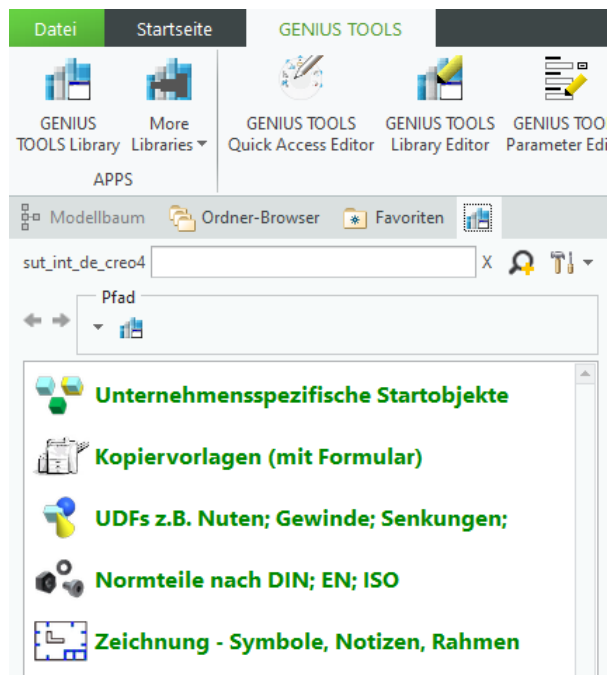 Datei Startseite GENIUS TOOLS
GENIUS More GENIUS TOOLS GENIUS TOOLS GENIUS TOO
TOOLS Library Libraries Quick Access Editor Library Editor Parameter Edi
APPS
Modellbaum Ordner-Browser Favoriten
sut_int_de_creo4 X
Pfad
Unternehmensspezifische Startobjekte
Kopiervorlagen (mit Formular)
UDFs z.B. Nuten; Gewinde; Senkungen;
Normteile nach DIN; EN; ISO
Zeichnung - Symbole, Notizen, Rahmen